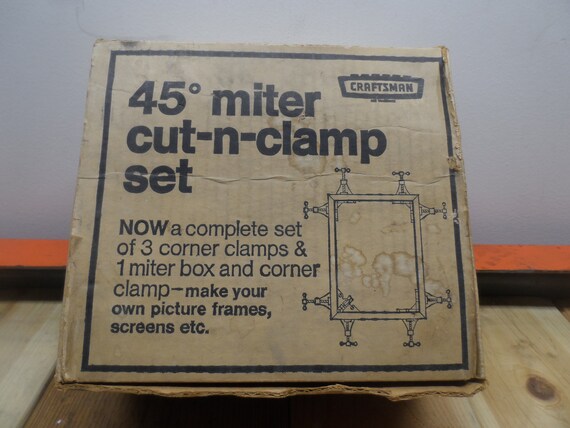 45° miter
cut-n-clamp
set
CRAFTSMAN
NOW a complete set
of 3 corner clamps &
1 miter box and corner
clamp—make your
own picture frames,
screens etc.